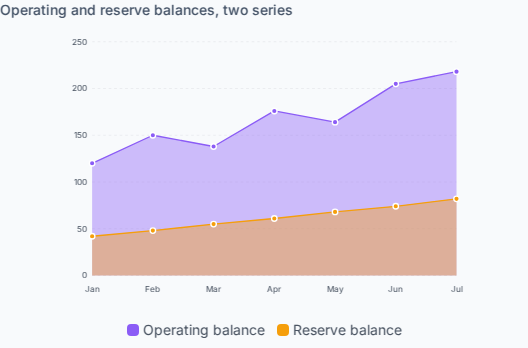 Operating and reserve balances, two series
250
200
150
100
50
0
Jan Feb Mar Apr May Jun Jul
Operating balance Reserve balance